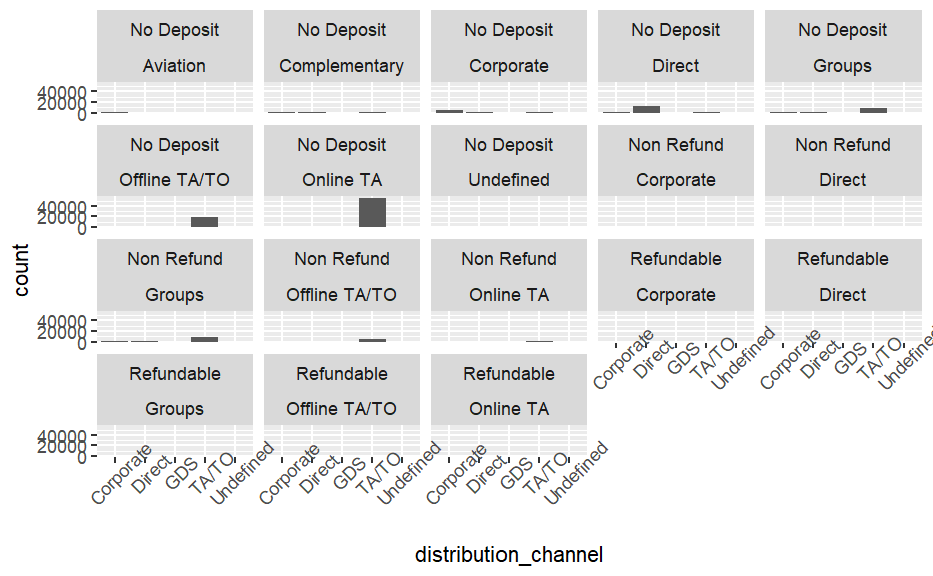 No Deposit No Deposit No Deposit No Deposit No Deposit
Aviation Complementary Corporate Direct Groups
40000
20000
0
No Deposit No Deposit No Deposit Non Refund Non Refund
Offline TA/TO Online TA Undefined Corporate Direct
40000
20000
0
Non Refund Non Refund Non Refund Refundable Refundable
Groups Offline TA/TO Online TA Corporate Direct
40000
20000
0
Corporate Direct GDS TA/TO Undefined Corporate Direct GDS TA/TO Undefined
Refundable Refundable Refundable
Groups Offline TA/TO Online TA
40000
20000
0
Corporate Direct GDS TA/TO Undefined Corporate Direct GDS TA/TO Undefined Corporate Direct GDS TA/TO Undefined
count
distribution_channel